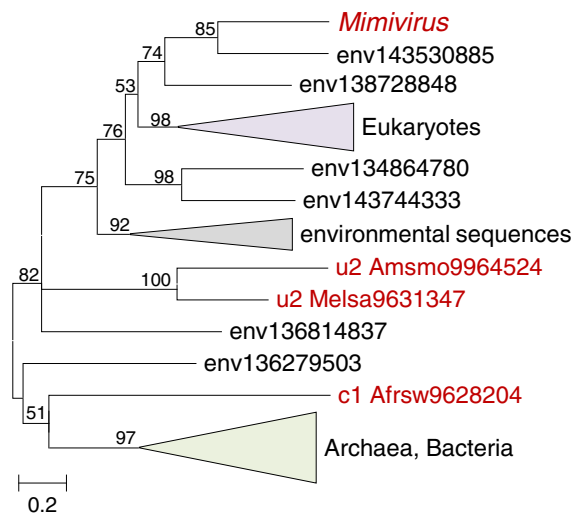 Mimivirus
85
74
env143530885
53
env138728848
98
Eukaryotes
76
env134864780
98
75
env143744333
92
environmental sequences
82
u2 Amsmo9964524
100
u2 Melsa9631347
env136814837
env136279503
c1 Afrsw9628204
51
97
Archaea, Bacteria
0.2